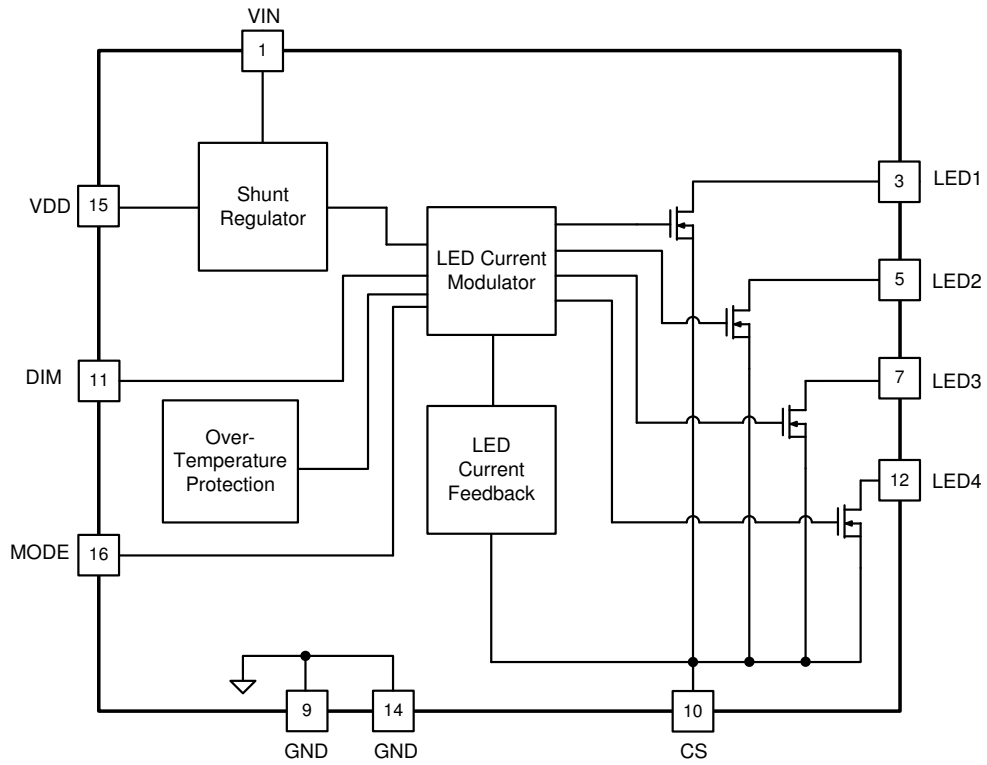 VIN
1
Shunt
Regulator
VDD
15
3
LED1
LED Current
Modulator
5
LED2
DIM
11
7
LED3
Over-
Temperature
Protection
LED
Current
Feedback
12
LED4
MODE
16
9
14
10
GND
GND
CS